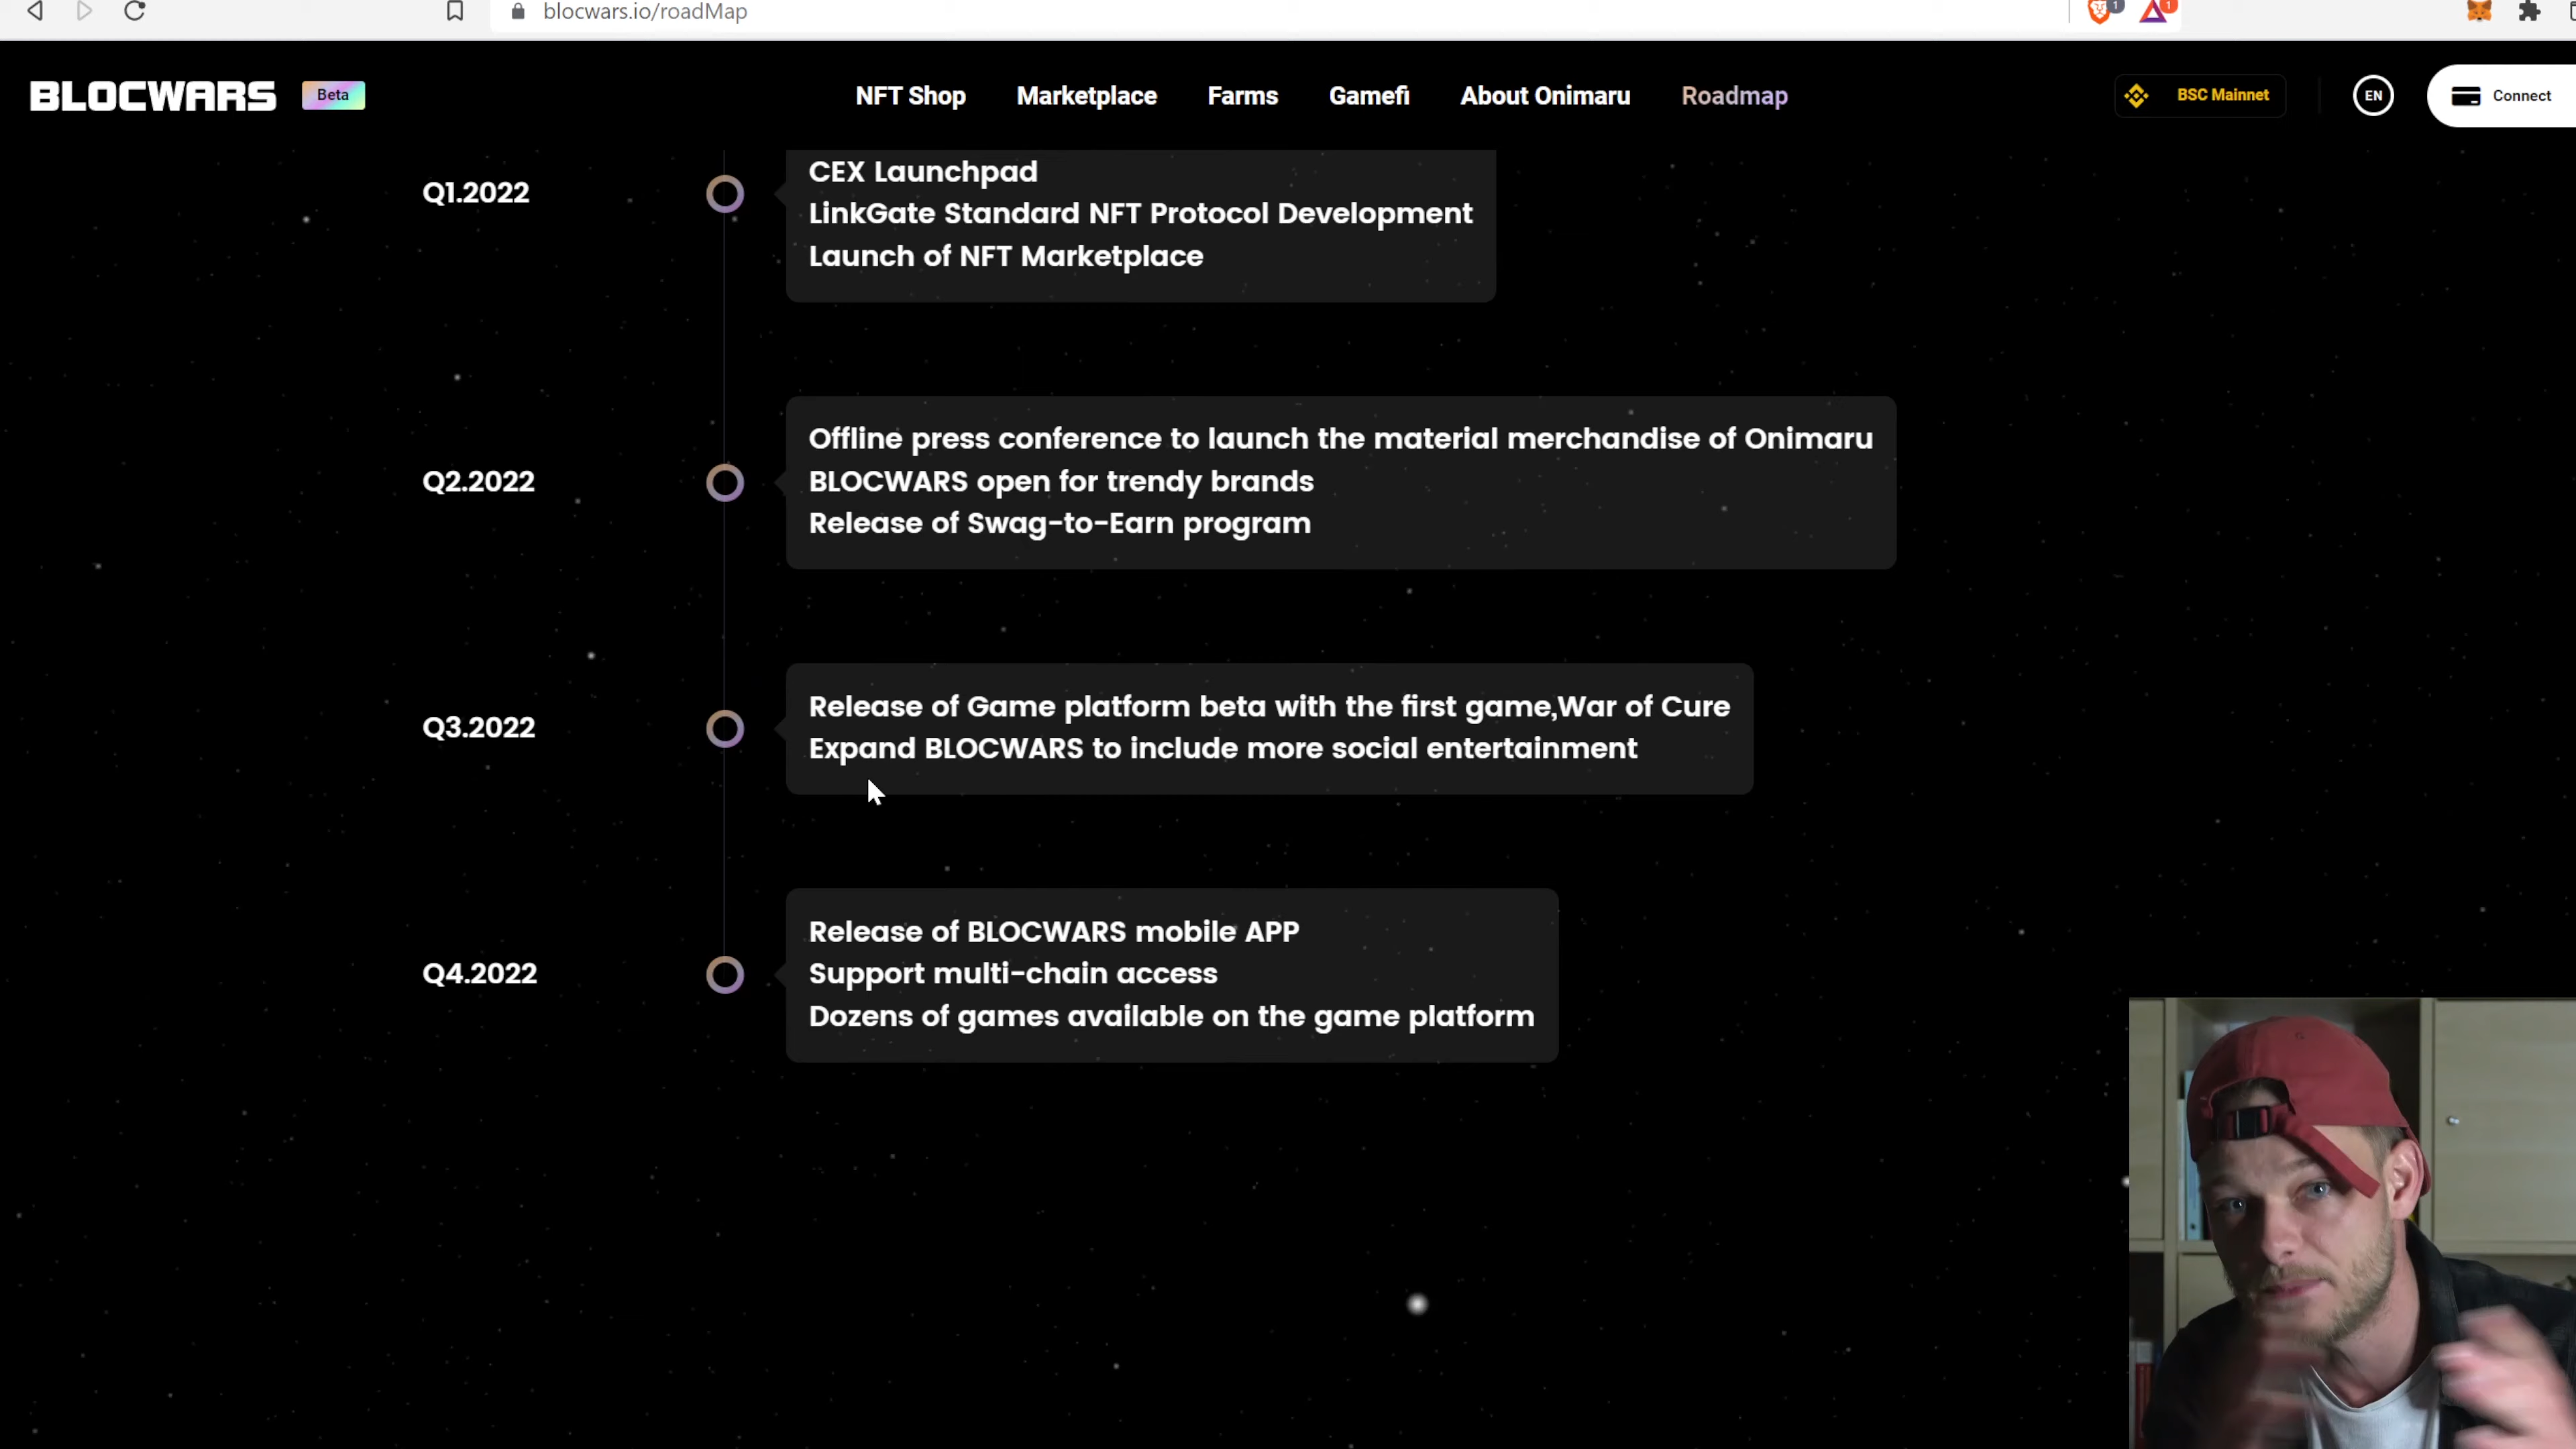 blocwars.io/roadMap
1
1
BLOCWARS
Beta
NFT Shop
Marketplace
Farms
Gamefi
About Onimaru
Roadmap
BSC Mainnet
EN
Connect
Q1.2022
CEX Launchpad
LinkGate Standard NFT Protocol Development
Launch of NFT Marketplace
Q2.2022
Offline press conference to launch the material merchandise of Onimaru
BLOCWARS open for trendy brands
Release of Swag-to-Earn program
Q3.2022
Release of Game platform beta with the first game,War of Cure
Expand BLOCWARS to include more social entertainment
Q4.2022
Release of BLOCWARS mobile APP
Support multi-chain access
Dozens of games available on the game platform